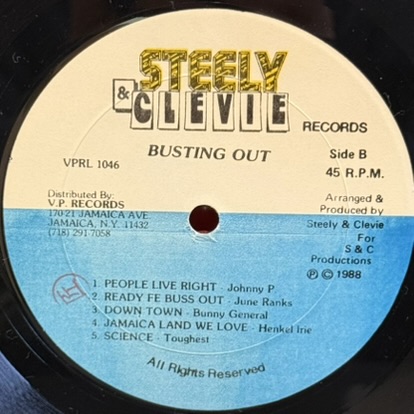 STEELY
& CLEVIE
RECORDS
BUSTING OUT
VPRL 1046
Side B
45 R.P.M.
Distributed By:
V.P. RECORDS
170-21 JAMAICA AVE.
JAMAICA, N.Y. 11432
(718) 291-7058
Arranged &
Produced by
Steely & Clevie
For
S & C
Productions
℗ © 1988
1. PEOPLE LIVE RIGHT - Johnny P.
2. READY FE BUSS OUT - June Ranks
3. DOWN TOWN - Bunny General
4. JAMAICA LAND WE LOVE - Henkel Irie
5. SCIENCE - Toughest
All Rights Reserved